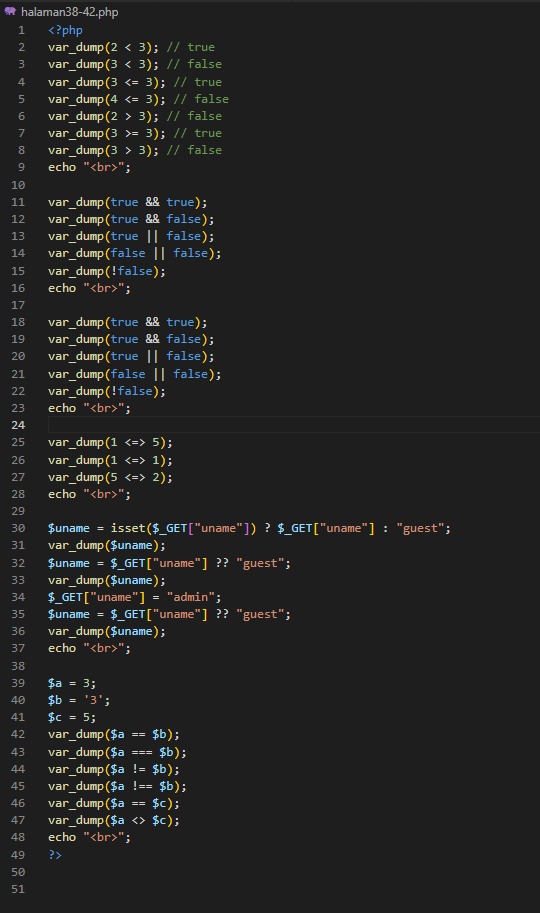 halaman38-42.php
1 <?php
2 var_dump(2 < 3); // true
3 var_dump(3 < 3); // false
4 var_dump(3 <= 3); // true
5 var_dump(4 <= 3); // false
6 var_dump(2 > 3); // false
7 var_dump(3 >= 3); // true
8 var_dump(3 > 3); // false
9 echo "<br>";
10
11 var_dump(true && true);
12 var_dump(true && false);
13 var_dump(true || false);
14 var_dump(false || false);
15 var_dump(!false);
16 echo "<br>";
17
18 var_dump(true && true);
19 var_dump(true && false);
20 var_dump(true || false);
21 var_dump(false || false);
22 var_dump(!false);
23 echo "<br>";
24
25 var_dump(1 <=> 5);
26 var_dump(1 <=> 1);
27 var_dump(5 <=> 2);
28 echo "<br>";
29
30 $uname = isset($_GET["uname"]) ? $_GET["uname"] : "guest";
31 var_dump($uname);
32 $uname = $_GET["uname"] ?? "guest";
33 var_dump($uname);
34 $_GET["uname"] = "admin";
35 $uname = $_GET["uname"] ?? "guest";
36 var_dump($uname);
37 echo "<br>";
38
39 $a = 3;
40 $b = '3';
41 $c = 5;
42 var_dump($a == $b);
43 var_dump($a === $b);
44 var_dump($a != $b);
45 var_dump($a !== $b);
46 var_dump($a == $c);
47 var_dump($a <> $c);
48 echo "<br>";
49 ?>
50
51